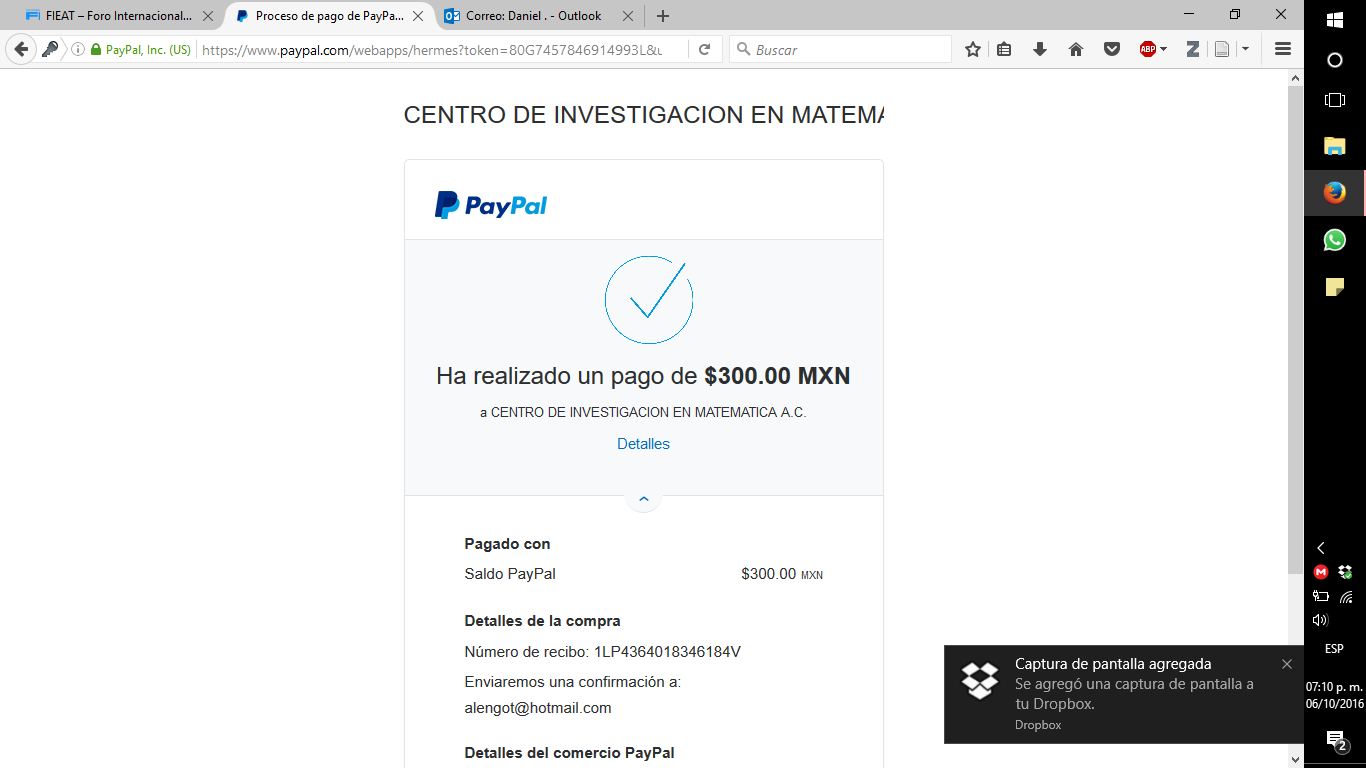 FIEAT – Foro Internacional...
Proceso de pago de PayPa...
Correo: Daniel . - Outlook
PayPal, Inc. (US)
https://www.paypal.com/webapps/hermes?token=80G7457846914993L&u
Buscar
ABP
CENTRO DE INVESTIGACION EN MATEMA
PayPal
Ha realizado un pago de $300.00 MXN
a CENTRO DE INVESTIGACION EN MATEMATICA A.C.
Detalles
Pagado con
Saldo PayPal $300.00 MXN
Detalles de la compra
Número de recibo: 1LP4364018346184V
Enviaremos una confirmación a:
alengot@hotmail.com
Detalles del comercio PayPal
Captura de pantalla agregada
Se agregó una captura de pantalla a
tu Dropbox.
Dropbox
ESP
07:10 p. m.
06/10/2016
2